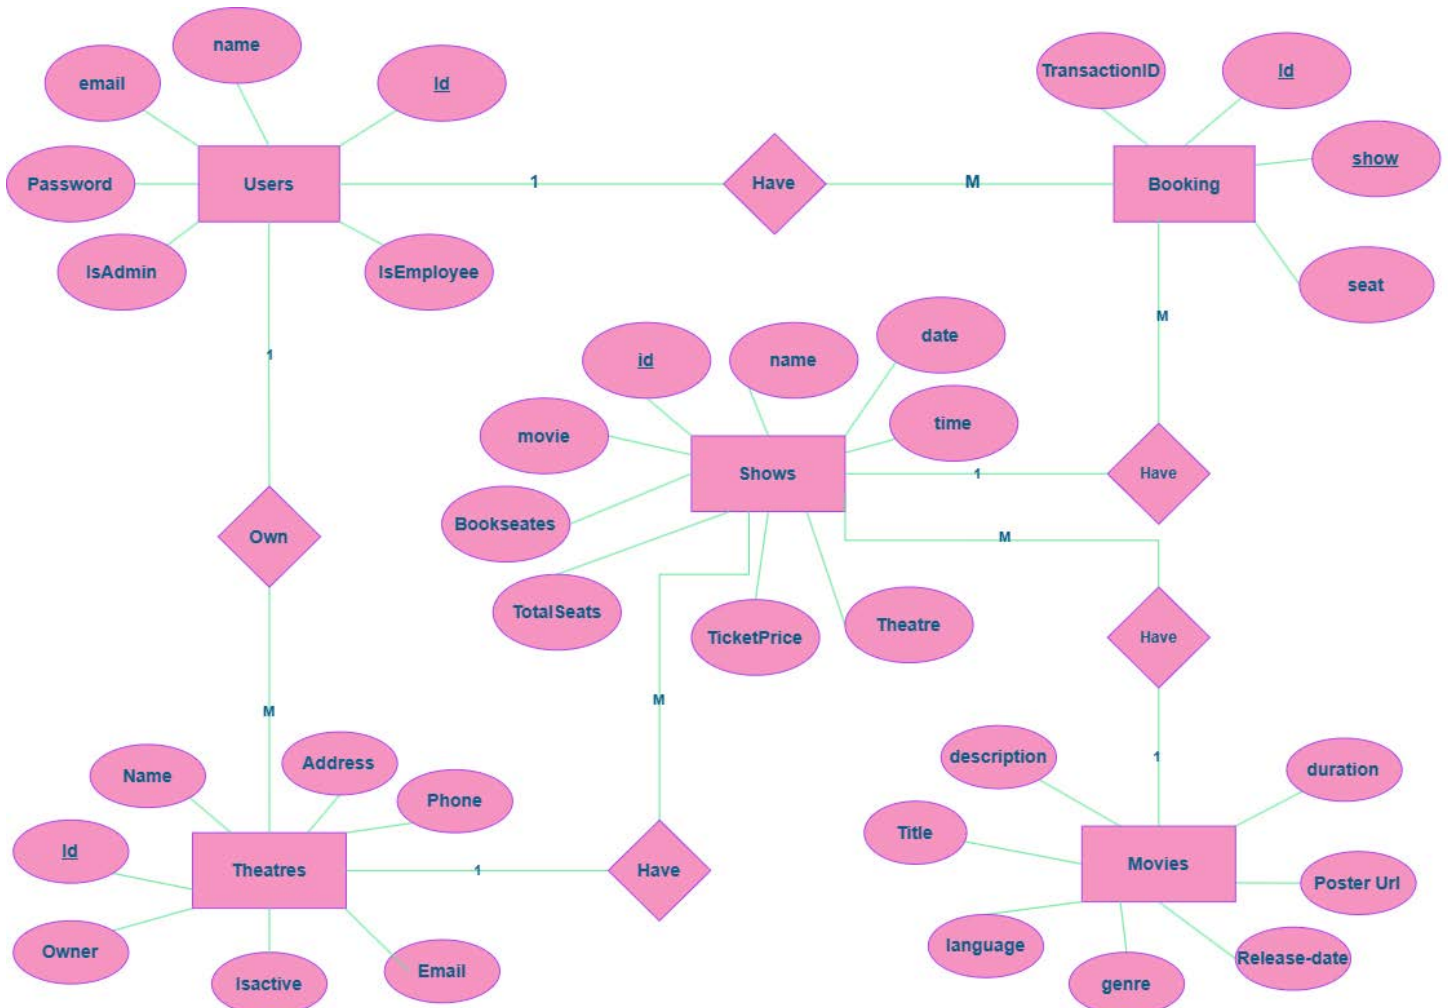 name
email
Id
Password
Users
IsAdmin
IsEmployee
1
Have
M
TransactionID
Id
show
Booking
seat
M
1
id
name
date
movie
time
Shows
1
Have
Bookseates
M
TotalSeats
TicketPrice
Theatre
Own
Have
M
M
Name
Address
Phone
Id
Theatres
1
Have
Owner
Isactive
Email
description
1
duration
Title
Movies
Poster Url
language
genre
Release-date